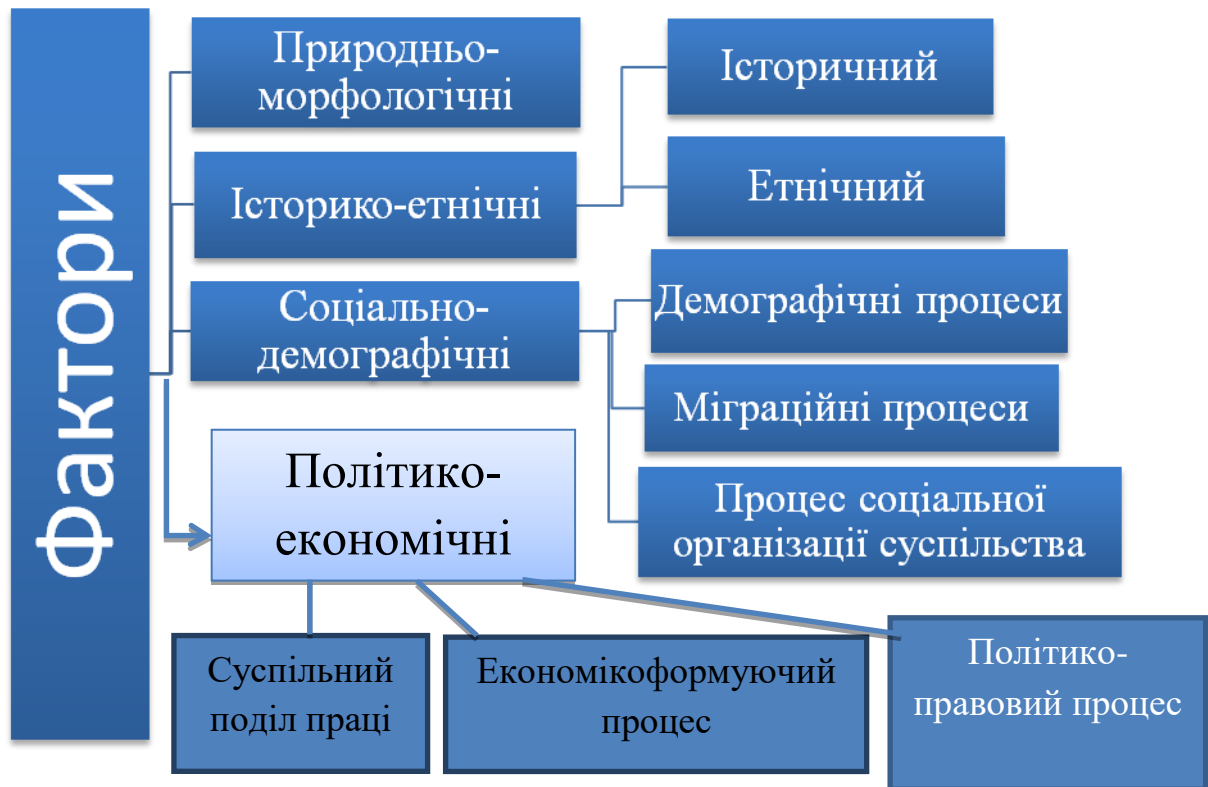 Фактори
Природньо-
морфологічні
Історико-етнічні
Історичний
Етнічний
Соціально-
демографічні
Демографічні процеси
Міграційні процеси
Процес соціальної
організації суспільства
Політико-
економічні
Суспільний
поділ праці
Економікоформуючий
процес
Політико-
правовий процес